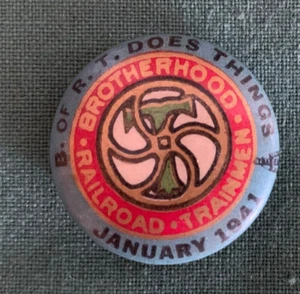 B. OF R. T. DOES THINGS
BROTHERHOOD
RAILROAD · TRAINMEN
JANUARY 1941